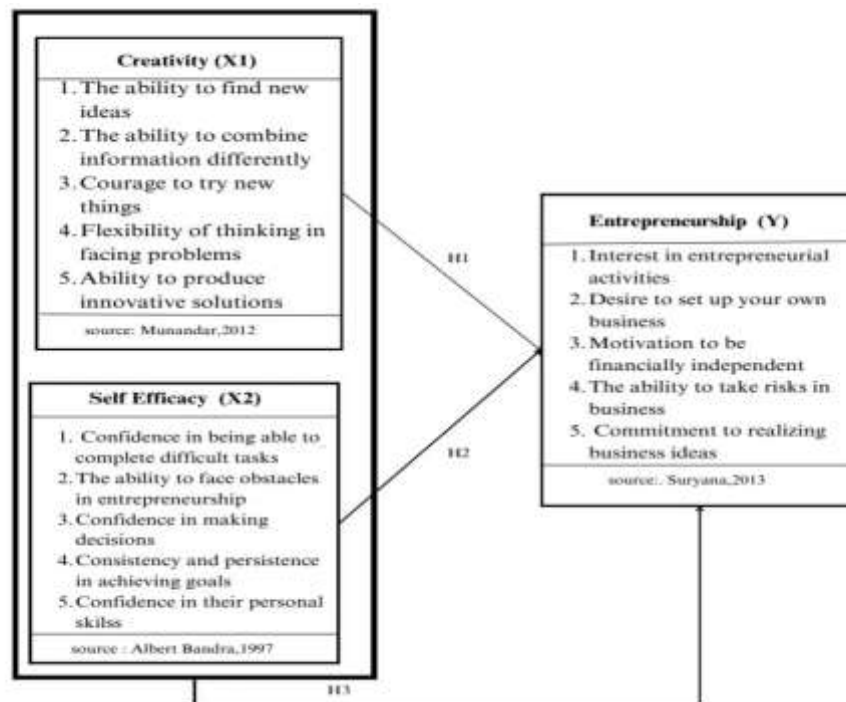 Creativity (X1)
1. The ability to find new
ideas
2. The ability to combine
information differently
3. Courage to try new
things
4. Flexibility of thinking in
facing problems
5. Ability to produce
innovative solutions
source: Munandar,2012
Self Efficacy (X2)
1. Confidence in being able to
complete difficult tasks
2. The ability to face obstacles
in entrepreneurship
3. Confidence in making
decisions
4. Consistency and persistence
in achieving goals
5. Confidence in their personal
skilss
source : Albert Bandra,1997
H1
H2
H3
Entrepreneurship (Y)
1. Interest in entrepreneurial
activities
2. Desire to set up your own
business
3. Motivation to be
financially independent
4. The ability to take risks in
business
5. Commitment to realizing
business ideas
source:. Suryana,2013